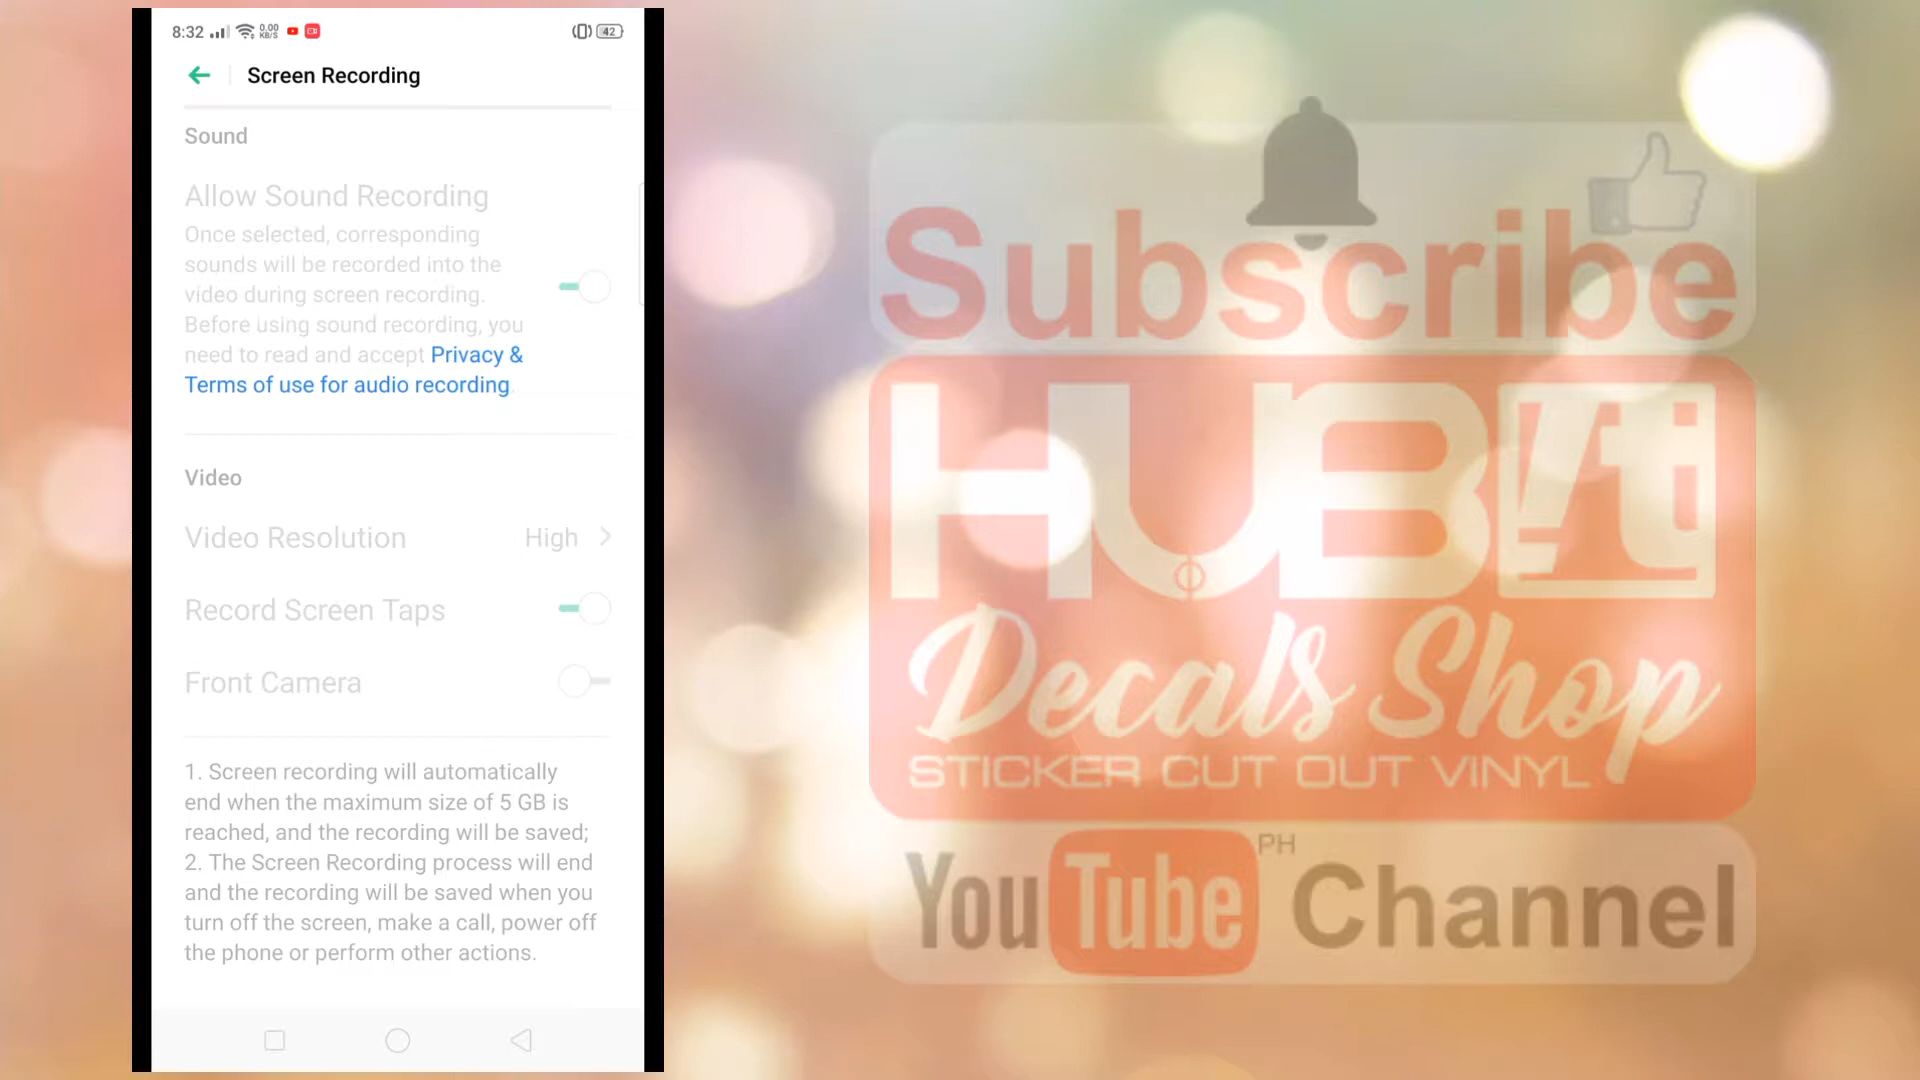 8:32
0.00
KB/S
42
Screen Recording
Sound
Allow Sound Recording
Once selected, corresponding
sounds will be recorded into the
video during screen recording.
Before using sound recording, you
need to read and accept Privacy &
Terms of use for audio recording
Video
Video Resolution High
Record Screen Taps
Front Camera
1. Screen recording will automatically
end when the maximum size of 5 GB is
reached, and the recording will be saved;
2. The Screen Recording process will end
and the recording will be saved when you
turn off the screen, make a call, power off
the phone or perform other actions.
Subscribe
HUB
Decals Shop
STICKER CUT OUT VINYL
YouTube PH Channel